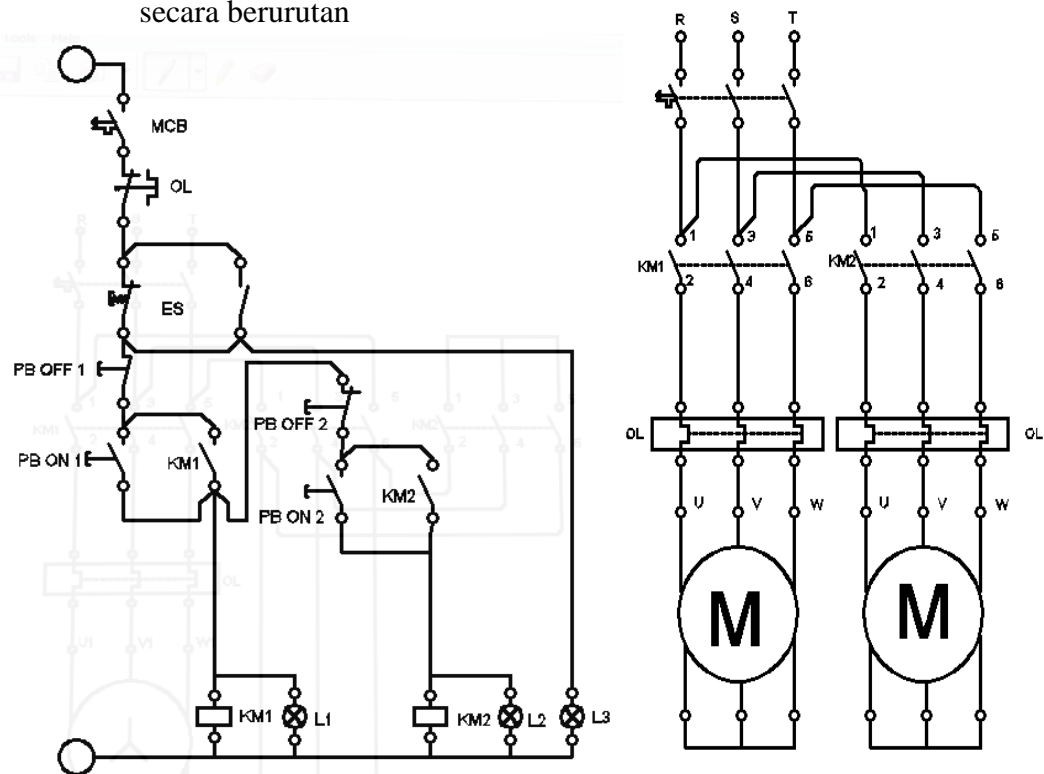 secara berurutan
MCB
OL
ES
PB OFF 1
PB ON 1
KM1
PB OFF 2
PB ON 2
KM2
KM1
L1
KM2
L2
L3
R S T
1 3 5 1 3 5
KM1
KM2
2 4 6 2 4 6
OL
OL
U V W U V W
M M